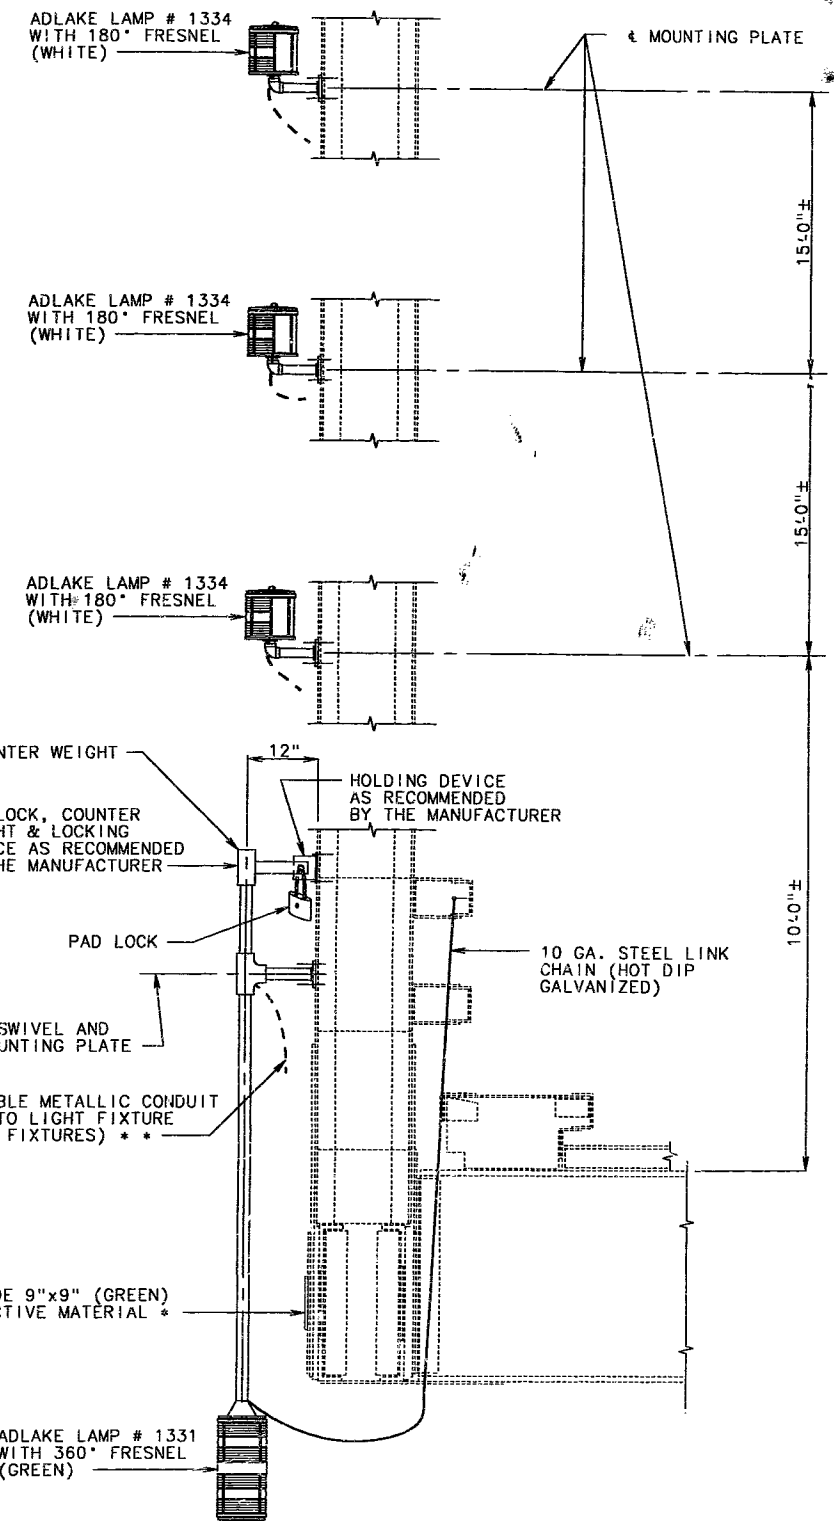 ADLAKE LAMP # 1334
WITH 180° FRESNEL
(WHITE)
℄ MOUNTING PLATE
15'-0"±
ADLAKE LAMP # 1334
WITH 180° FRESNEL
(WHITE)
15'-0"±
ADLAKE LAMP # 1334
WITH 180° FRESNEL
(WHITE)
NTER WEIGHT
12"
HOLDING DEVICE
AS RECOMMENDED
BY THE MANUFACTURER
LOCK, COUNTER
HT & LOCKING
CE AS RECOMMENDED
HE MANUFACTURER
PAD LOCK
10 GA. STEEL LINK
CHAIN (HOT DIP
GALVANIZED)
10'-0"±
SWIVEL AND
UNTING PLATE
BLE METALLIC CONDUIT
TO LIGHT FIXTURE
FIXTURES) * *
DE 9"x9" (GREEN)
CTIVE MATERIAL *
ADLAKE LAMP # 1331
WITH 360° FRESNEL
(GREEN)